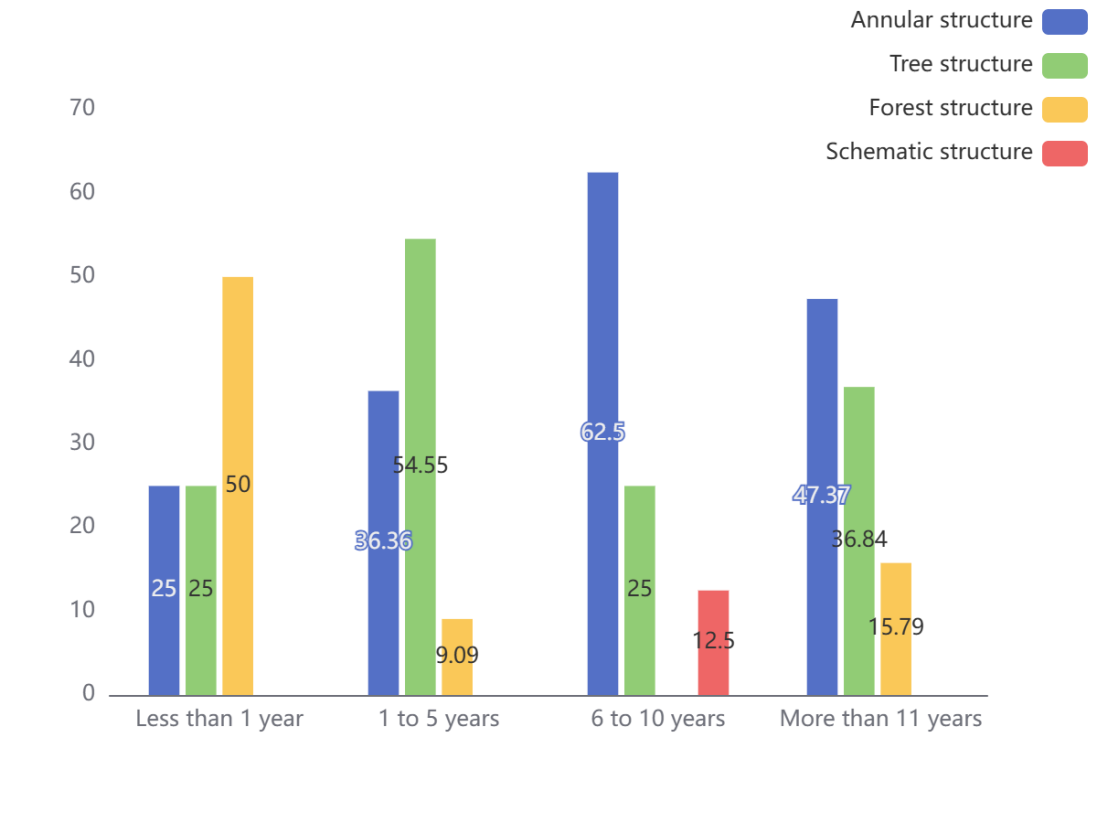 Annular structure
Tree structure
Forest structure
Schematic structure
70
60
50
40
30
20
10
0
25
25
50
36.36
54.55
9.09
62.5
25
12.5
47.37
36.84
15.79
Less than 1 year
1 to 5 years
6 to 10 years
More than 11 years